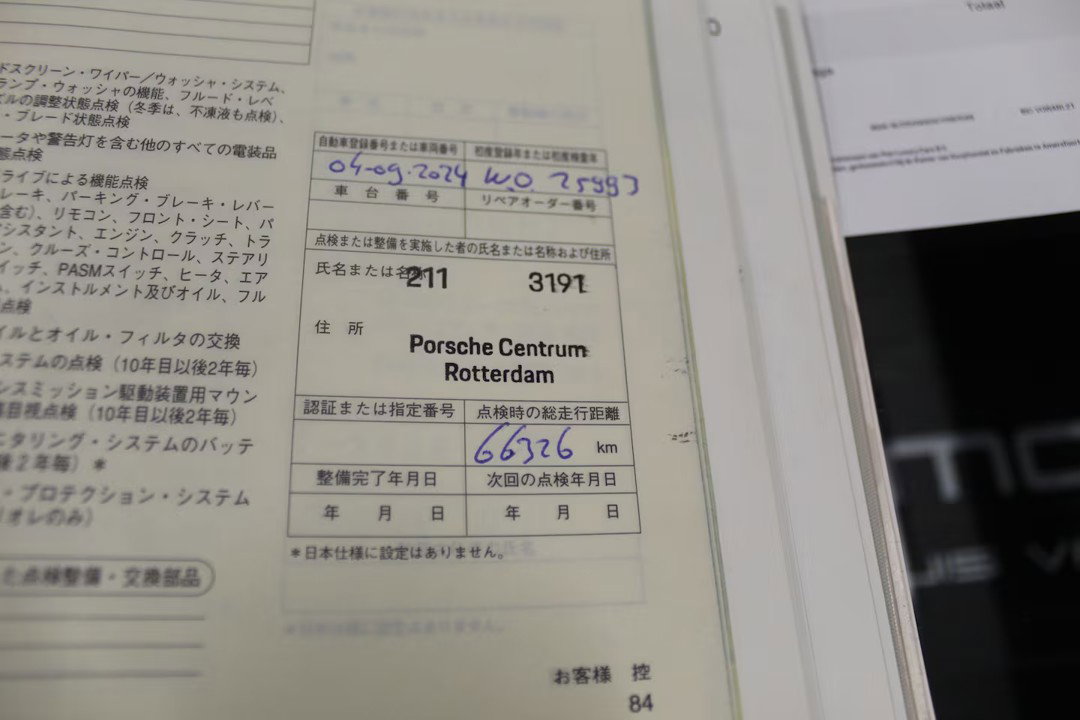 ドスクリーン・ワイパー／ウォッシャ・システム、
ランプ・ウォッシャの機能、フルード・レベ
ズルの調整状態点検（冬季は、不凍液も点検）、
・ブレード状態点検
ータや警告灯を含む他のすべての電装品
態点検
ライブによる機能点検
レーキ、パーキング・ブレーキ・レバー
含む）、リモコン、フロント・シート、パ
アシスタント、エンジン、クラッチ、トラ
ン、クルーズ・コントロール、ステアリ
イッチ、PASMスイッチ、ヒータ、エア
、インストルメント及びオイル、フル
点検
イルとオイル・フィルタの交換
システムの点検（10年目以後2年毎）
ンスミッション駆動装置用マウン
目視点検（10年目以後2年毎）
ニタリング・システムのバッテ
後2年毎）＊
・プロテクション・システム
オレのみ）
た点検整備・交換部品
自動車登録番号または車両番号 初度登録年または初度検査年
04-09-2024 W.O. 25993
車台番号 リペアオーダー番号
点検または整備を実施した者の氏名または名称および住所
氏名または名称
211 3191
住 所
Porsche Centrum
Rotterdam
認証または指定番号 点検時の総走行距離
66326 km
整備完了年月日 次回の点検年月日
年 月 日 年 月 日
＊日本仕様に設定はありません。
お客様 控
84
Totaal